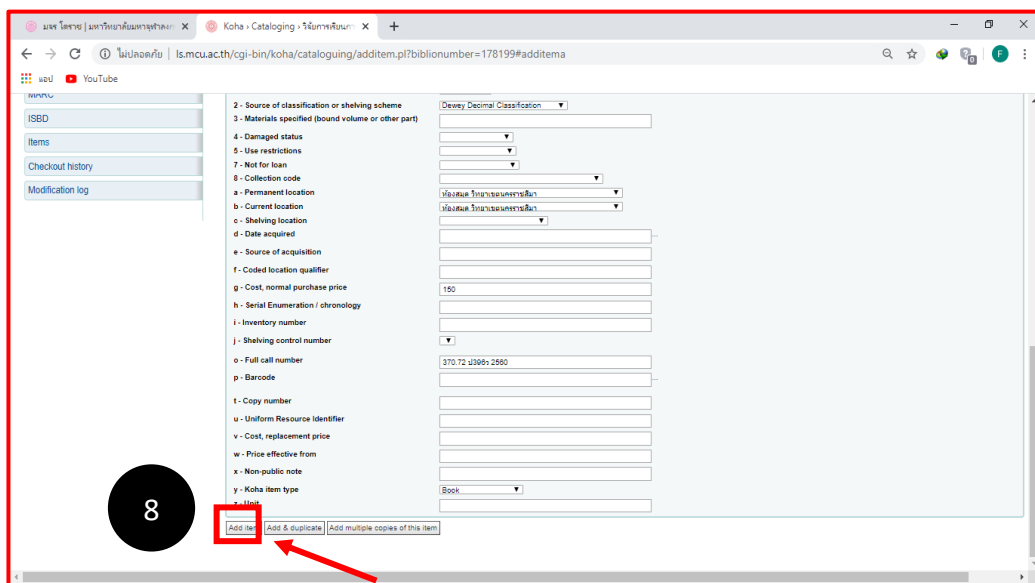 มจร โคราช | มหาวิทยาลัยมหาจุฬาลง
Koha › Cataloging › วิจัยการเรียนก
ไม่ปลอดภัย | ls.mcu.ac.th/cgi-bin/koha/cataloguing/additem.pl?biblionumber=178199#additema
แอป YouTube
MARC
ISBD
Items
Checkout history
Modification log
2 - Source of classification or shelving scheme Dewey Decimal Classification
3 - Materials specified (bound volume or other part)
4 - Damaged status
5 - Use restrictions
7 - Not for loan
8 - Collection code
a - Permanent location ห้องสมุด วิทยาเขตนครราชสีมา
b - Current location ห้องสมุด วิทยาเขตนครราชสีมา
c - Shelving location
d - Date acquired
e - Source of acquisition
f - Coded location qualifier
g - Cost, normal purchase price 150
h - Serial Enumeration / chronology
i - Inventory number
j - Shelving control number
o - Full call number 370.72 ป396ว 2560
p - Barcode
t - Copy number
u - Uniform Resource Identifier
v - Cost, replacement price
w - Price effective from
x - Non-public note
y - Koha item type Book
z - Unit
Add item Add & duplicate Add multiple copies of this item
8